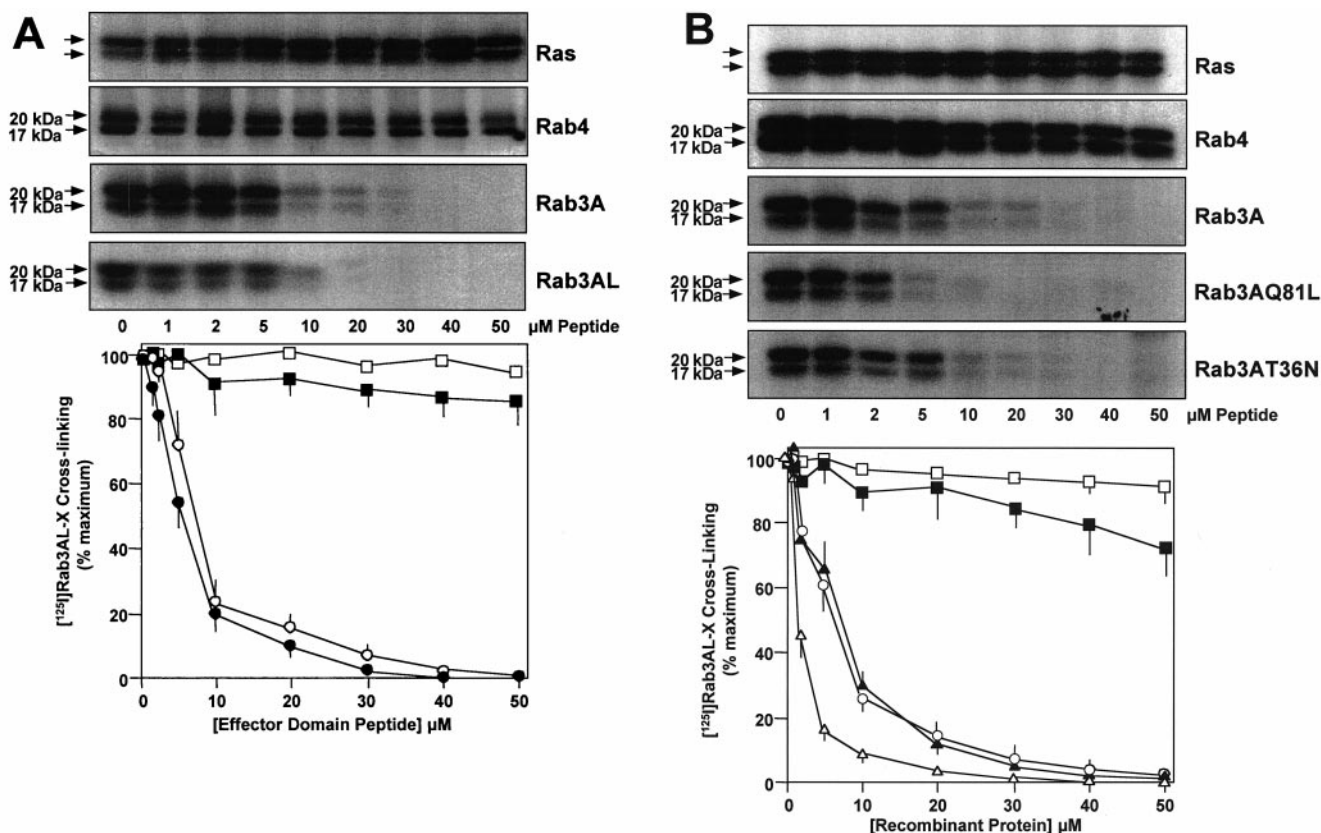 A
Ras
20 kDa
17 kDa
Rab4
20 kDa
17 kDa
Rab3A
20 kDa
17 kDa
Rab3AL
0 1 2 5 10 20 30 40 50 µM Peptide
[¹²⁵I]Rab3AL-X Cross-linking
(% maximum)
100
80
60
40
20
0
0 10 20 30 40 50
[Effector Domain Peptide] µM
B
Ras
20 kDa
17 kDa
Rab4
20 kDa
17 kDa
Rab3A
20 kDa
17 kDa
Rab3AQ81L
20 kDa
17 kDa
Rab3AT36N
0 1 2 5 10 20 30 40 50 µM Peptide
[¹²⁵I]Rab3AL-X Cross-Linking
(% maximum)
100
80
60
40
20
0
0 10 20 30 40 50
[Recombinant Protein] µM